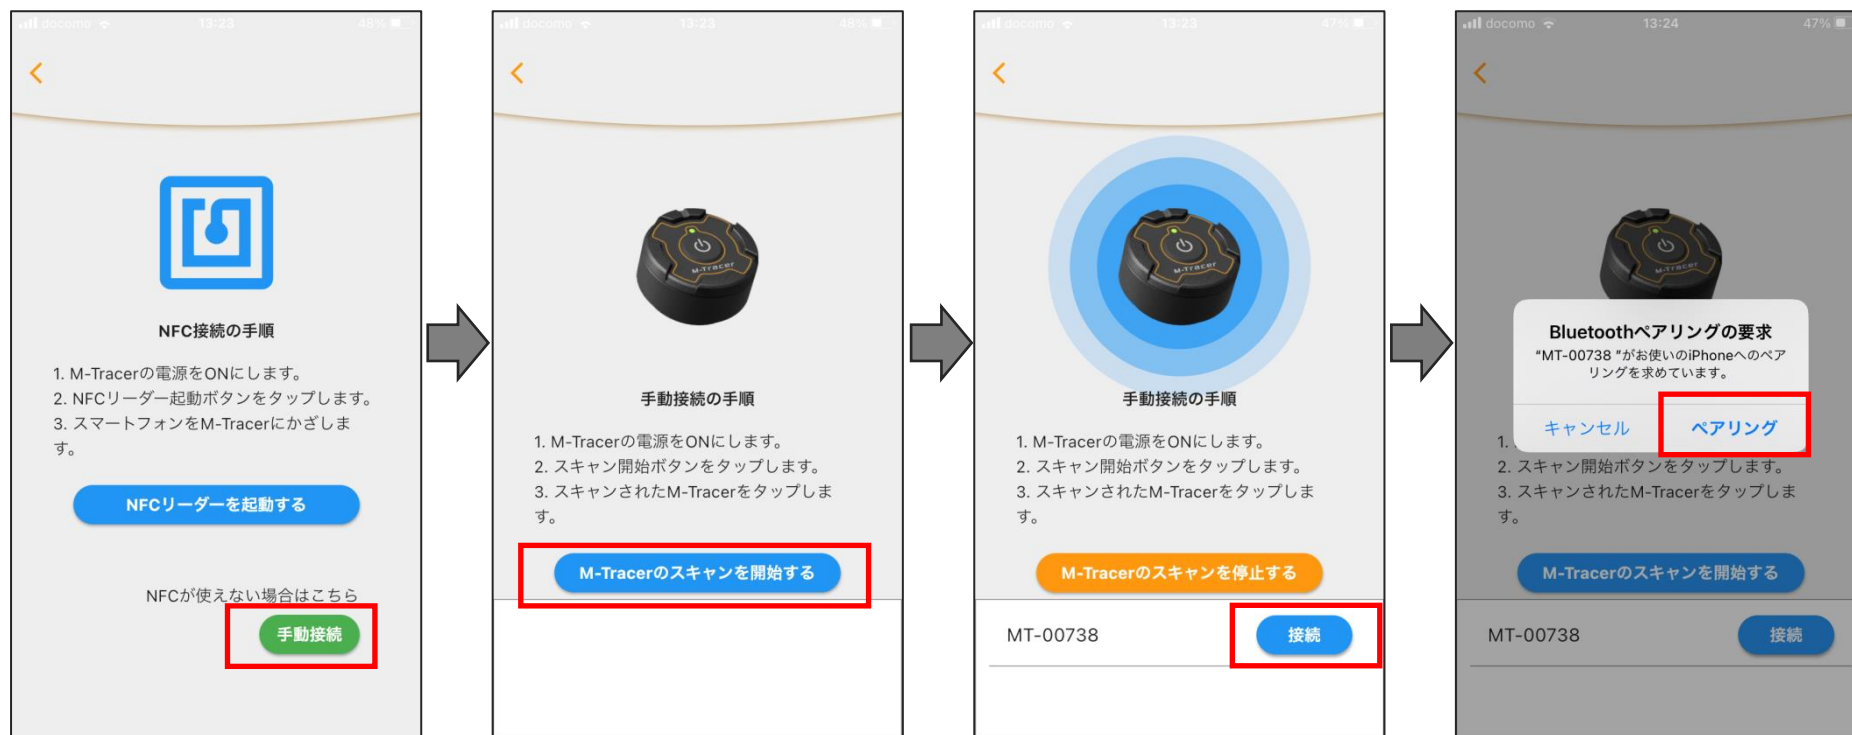 docomo 13:23 48%
NFC接続の手順
1. M-Tracerの電源をONにします。
2. NFCリーダー起動ボタンをタップします。
3. スマートフォンをM-Tracerにかざしま
す。
NFCリーダーを起動する
NFCが使えない場合はこちら
手動接続
docomo 13:23 48%
M-Tracer
手動接続の手順
1. M-Tracerの電源をONにします。
2. スキャン開始ボタンをタップします。
3. スキャンされたM-Tracerをタップしま
す。
M-Tracerのスキャンを開始する
docomo 13:23 47%
M-Tracer
手動接続の手順
1. M-Tracerの電源をONにします。
2. スキャン開始ボタンをタップします。
3. スキャンされたM-Tracerをタップしま
す。
M-Tracerのスキャンを停止する
MT-00738 接続
docomo 13:24 47%
M-Tracer
Bluetoothペアリングの要求
“MT-00738 ”がお使いのiPhoneへのペア
リングを求めています。
キャンセル ペアリング
1.
2. スキャン開始ボタンをタップします。
3. スキャンされたM-Tracerをタップしま
す。
M-Tracerのスキャンを開始する
MT-00738 接続